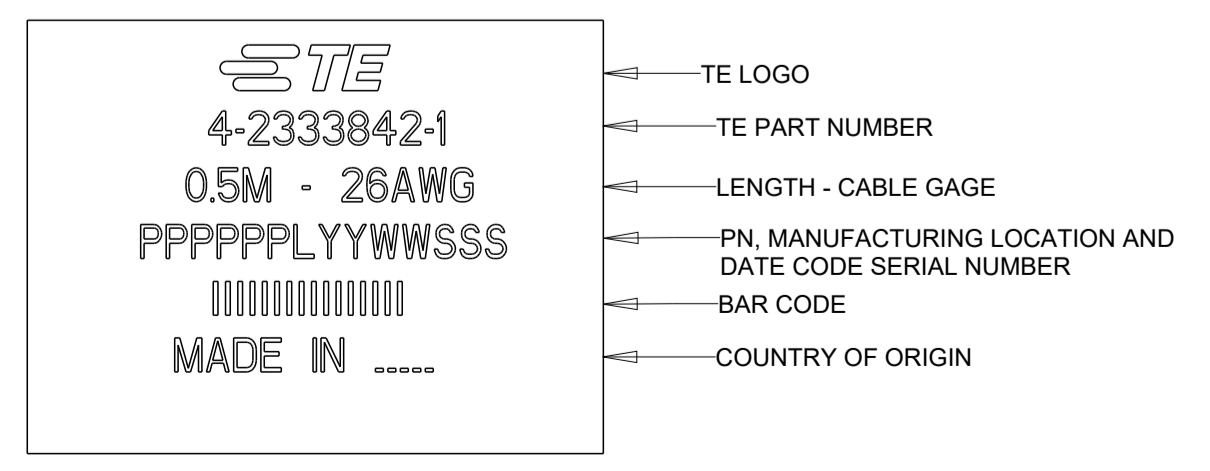 TE
TE LOGO
4-2333842-1
TE PART NUMBER
0.5M - 26AWG
LENGTH - CABLE GAGE
PPPPPPLYYWWSSS
PN, MANUFACTURING LOCATION AND
DATE CODE SERIAL NUMBER
BAR CODE
MADE IN _____
COUNTRY OF ORIGIN